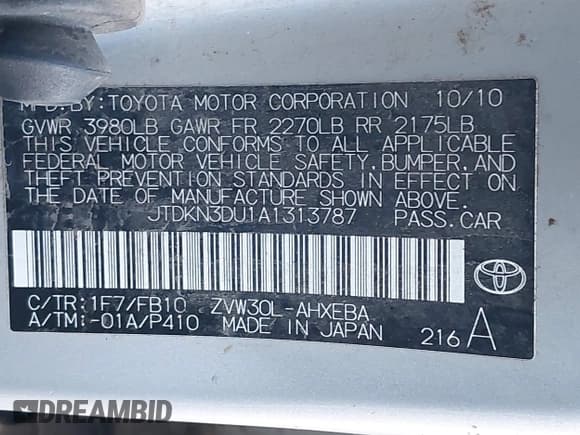 MFD.BY:TOYOTA MOTOR CORPORATION 10/10
GVWR 3980LB GAWR FR 2270LB RR 2175LB
THIS VEHICLE CONFORMS TO ALL APPLICABLE
FEDERAL MOTOR VEHICLE SAFETY,BUMPER,AND
THEFT PREVENTION STANDARDS IN EFFECT ON
THE DATE OF MANUFACTURE SHOWN ABOVE.
JTDKN3DU1A1313787 PASS.CAR
C/TR:1F7/FB10 ZVW30L-AHXEBA
A/TM:-01A/P410 MADE IN JAPAN
216 A
DREAMBID